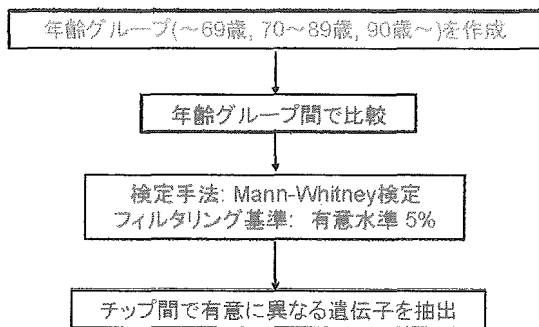 年齢グループ(～69歳, 70～89歳, 90歳～)を作成
年齢グループ間で比較
検定手法: Mann-Whitney検定
フィルタリング基準: 有意水準 5%
チップ間で有意に異なる遺伝子を抽出